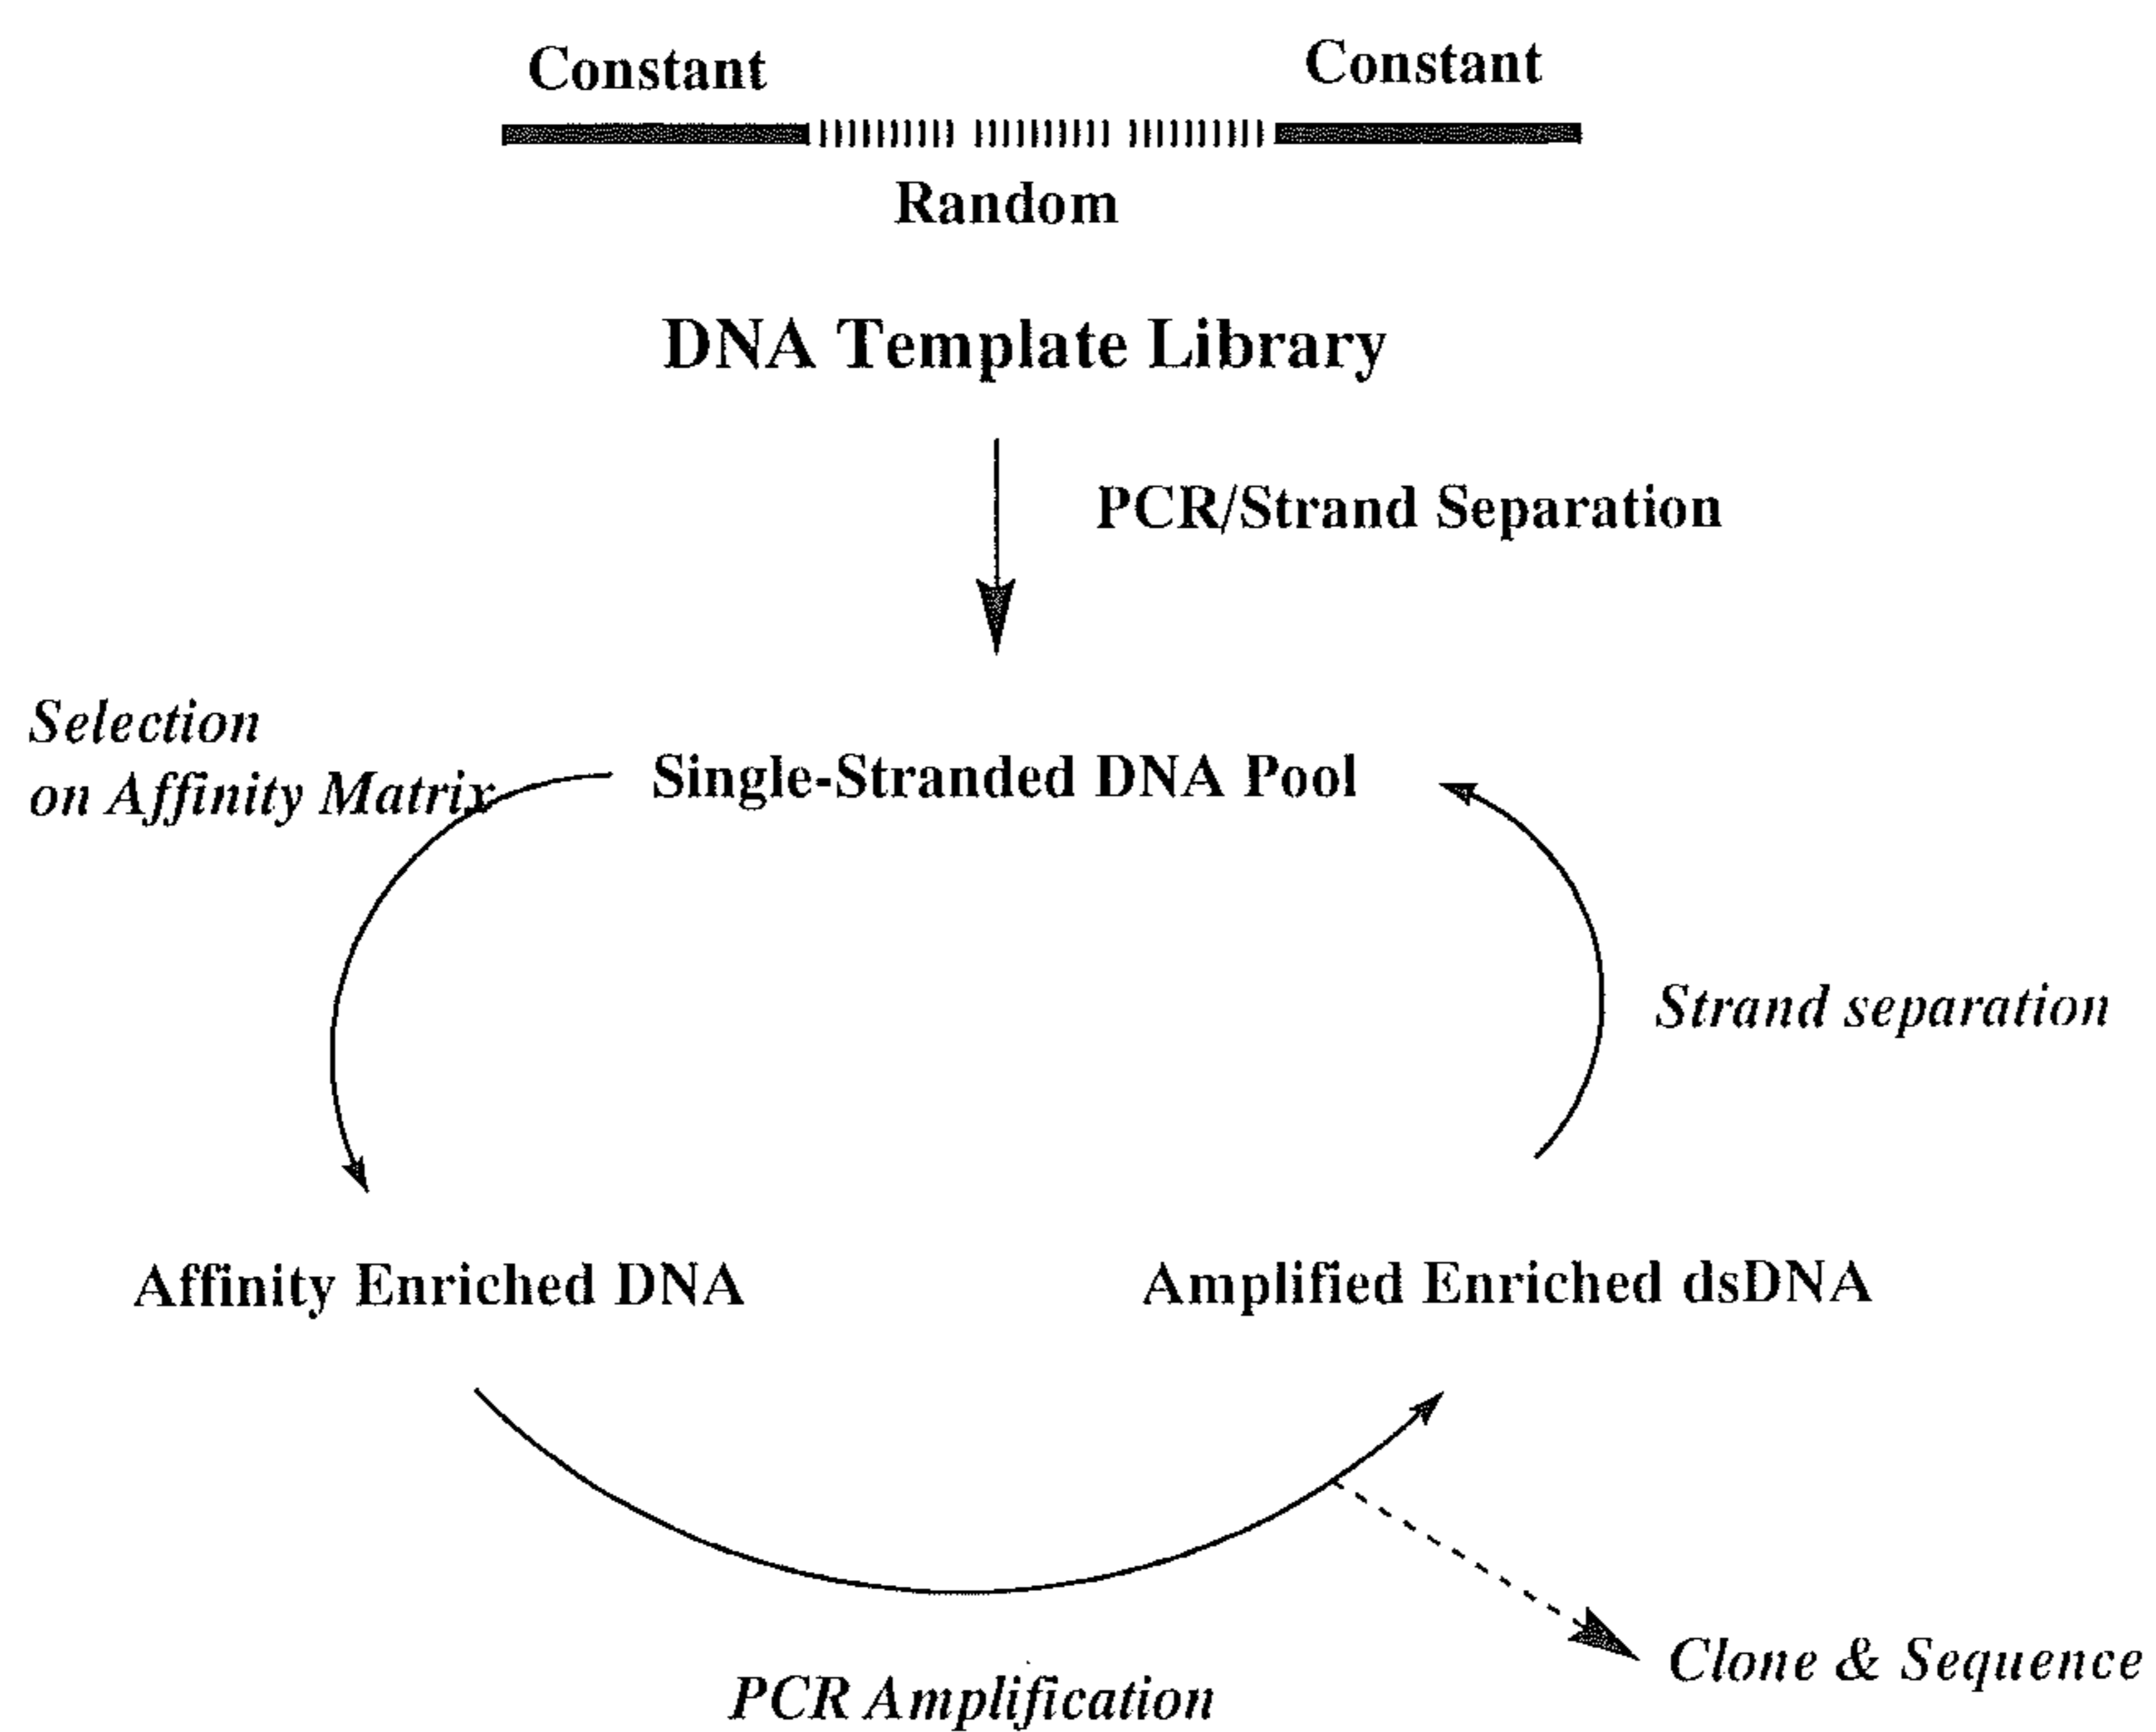 Constant
Constant
Random
DNA Template Library
PCR/Strand Separation
Selection
on Affinity Matrix
Single-Stranded DNA Pool
Strand separation
Affinity Enriched DNA
Amplified Enriched dsDNA
PCR Amplification
Clone & Sequence